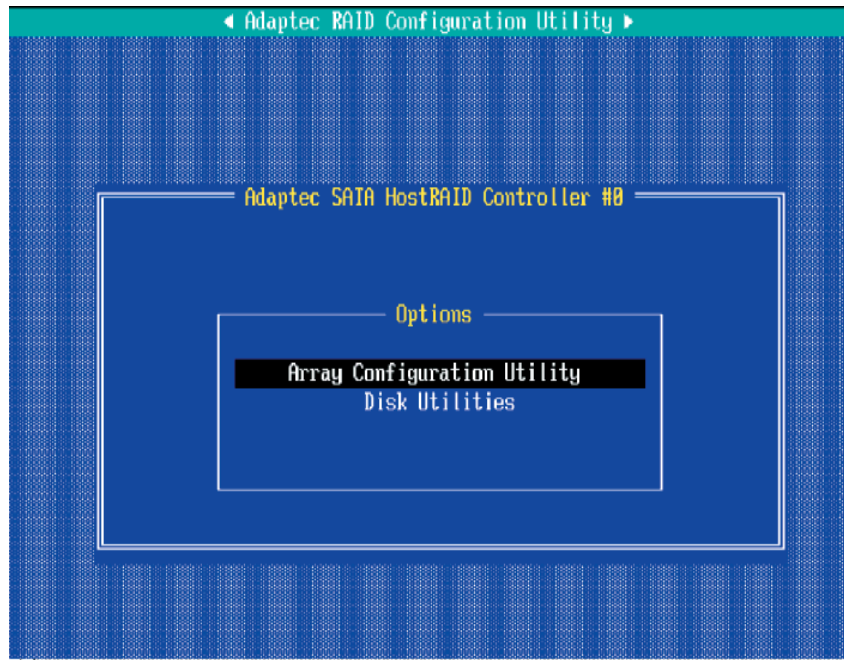 Adaptec RAID Configuration Utility
Adaptec SATA HostRAID Controller #0
Options
Array Configuration Utility
Disk Utilities